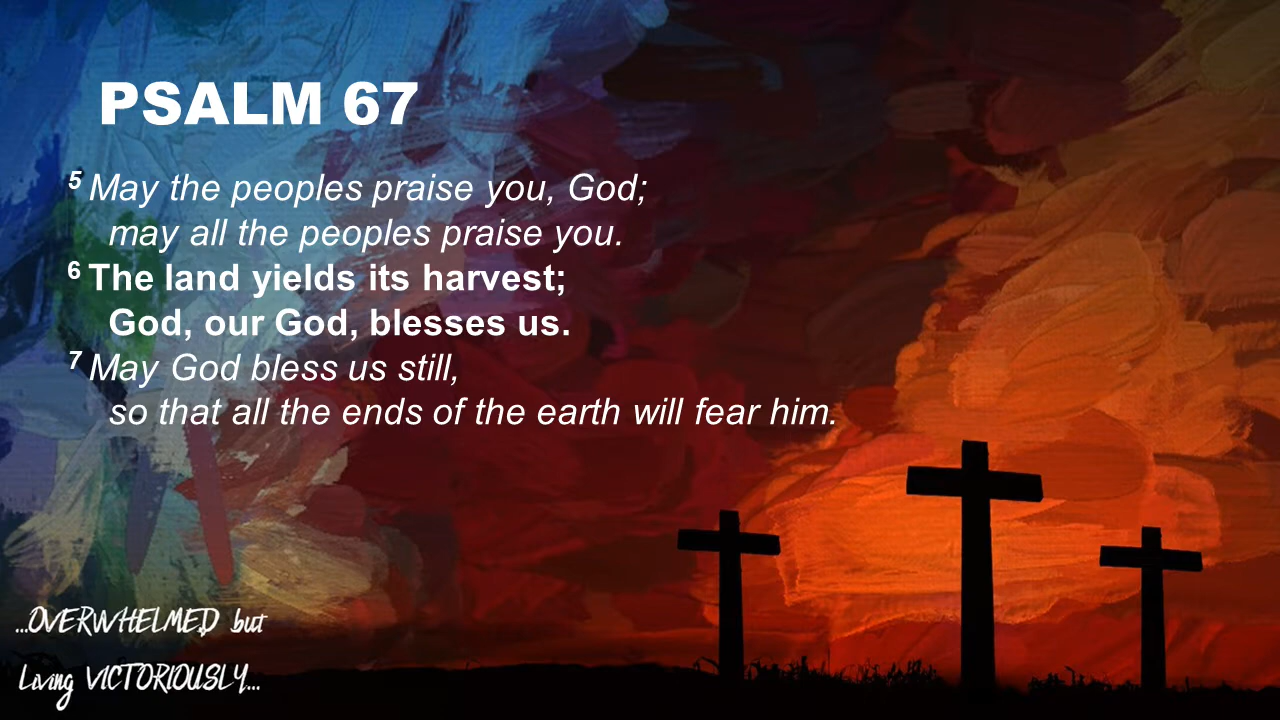 PSALM 67
5 May the peoples praise you, God;
may all the peoples praise you.
6 The land yields its harvest;
God, our God, blesses us.
7 May God bless us still,
so that all the ends of the earth will fear him.
...OVERWHELMED but
Living VICTORIOUSLY...